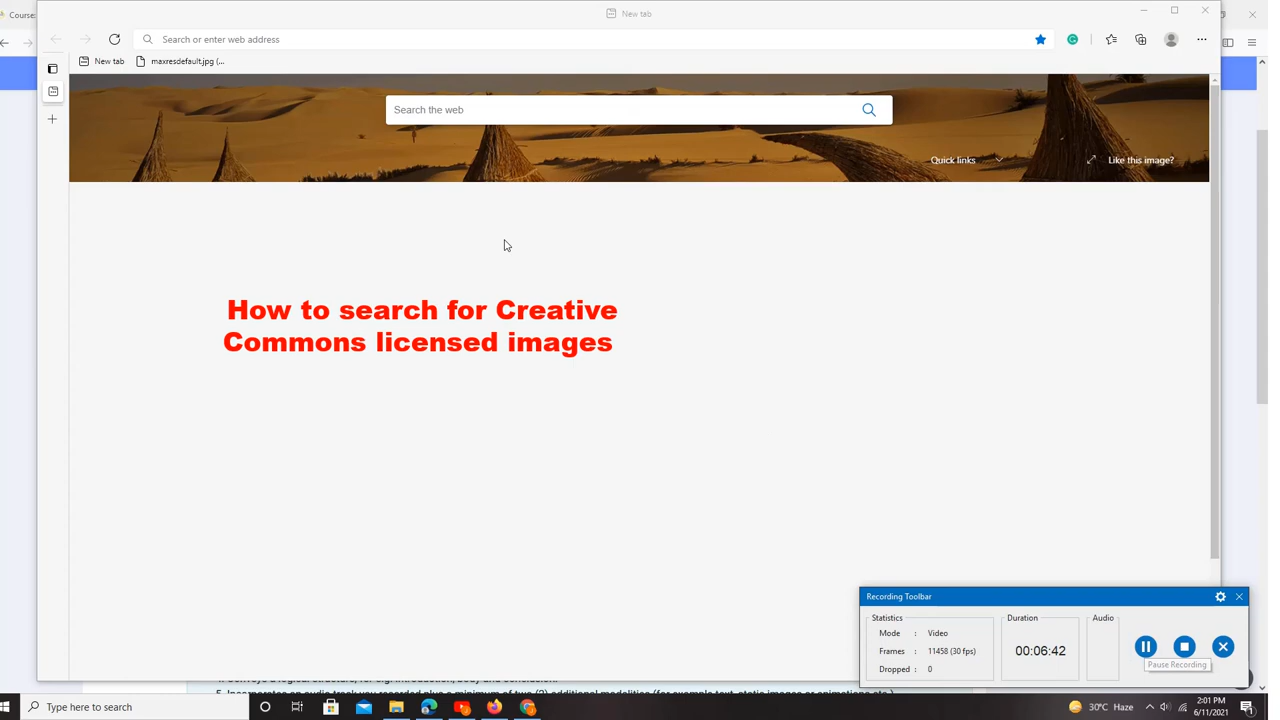 Course:
New tab
Search or enter web address
New tab
maxresdefault.jpg (...
Search the web
Quick links
Like this image?
How to search for Creative
Commons licensed images
Recording Toolbar
Statistics
Duration
Audio
Mode : Video
Frames : 11458 (30 fps)
Dropped : 0
00:06:42
Pause Recording
Type here to search
30°C Haze
2:01 PM
6/11/2021